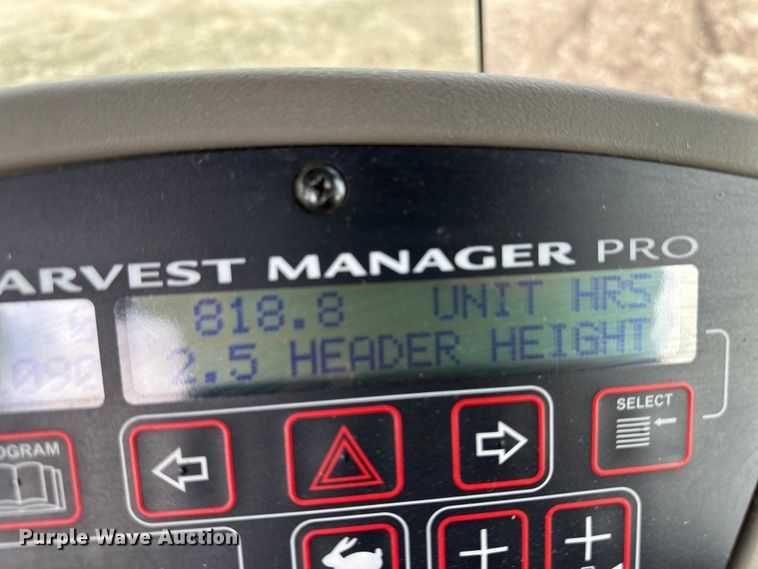 ARVEST MANAGER PRO
818.8 UNIT HRS
2.5 HEADER HEIGHT
SELECT
OGRAM
Purple Wave Auction